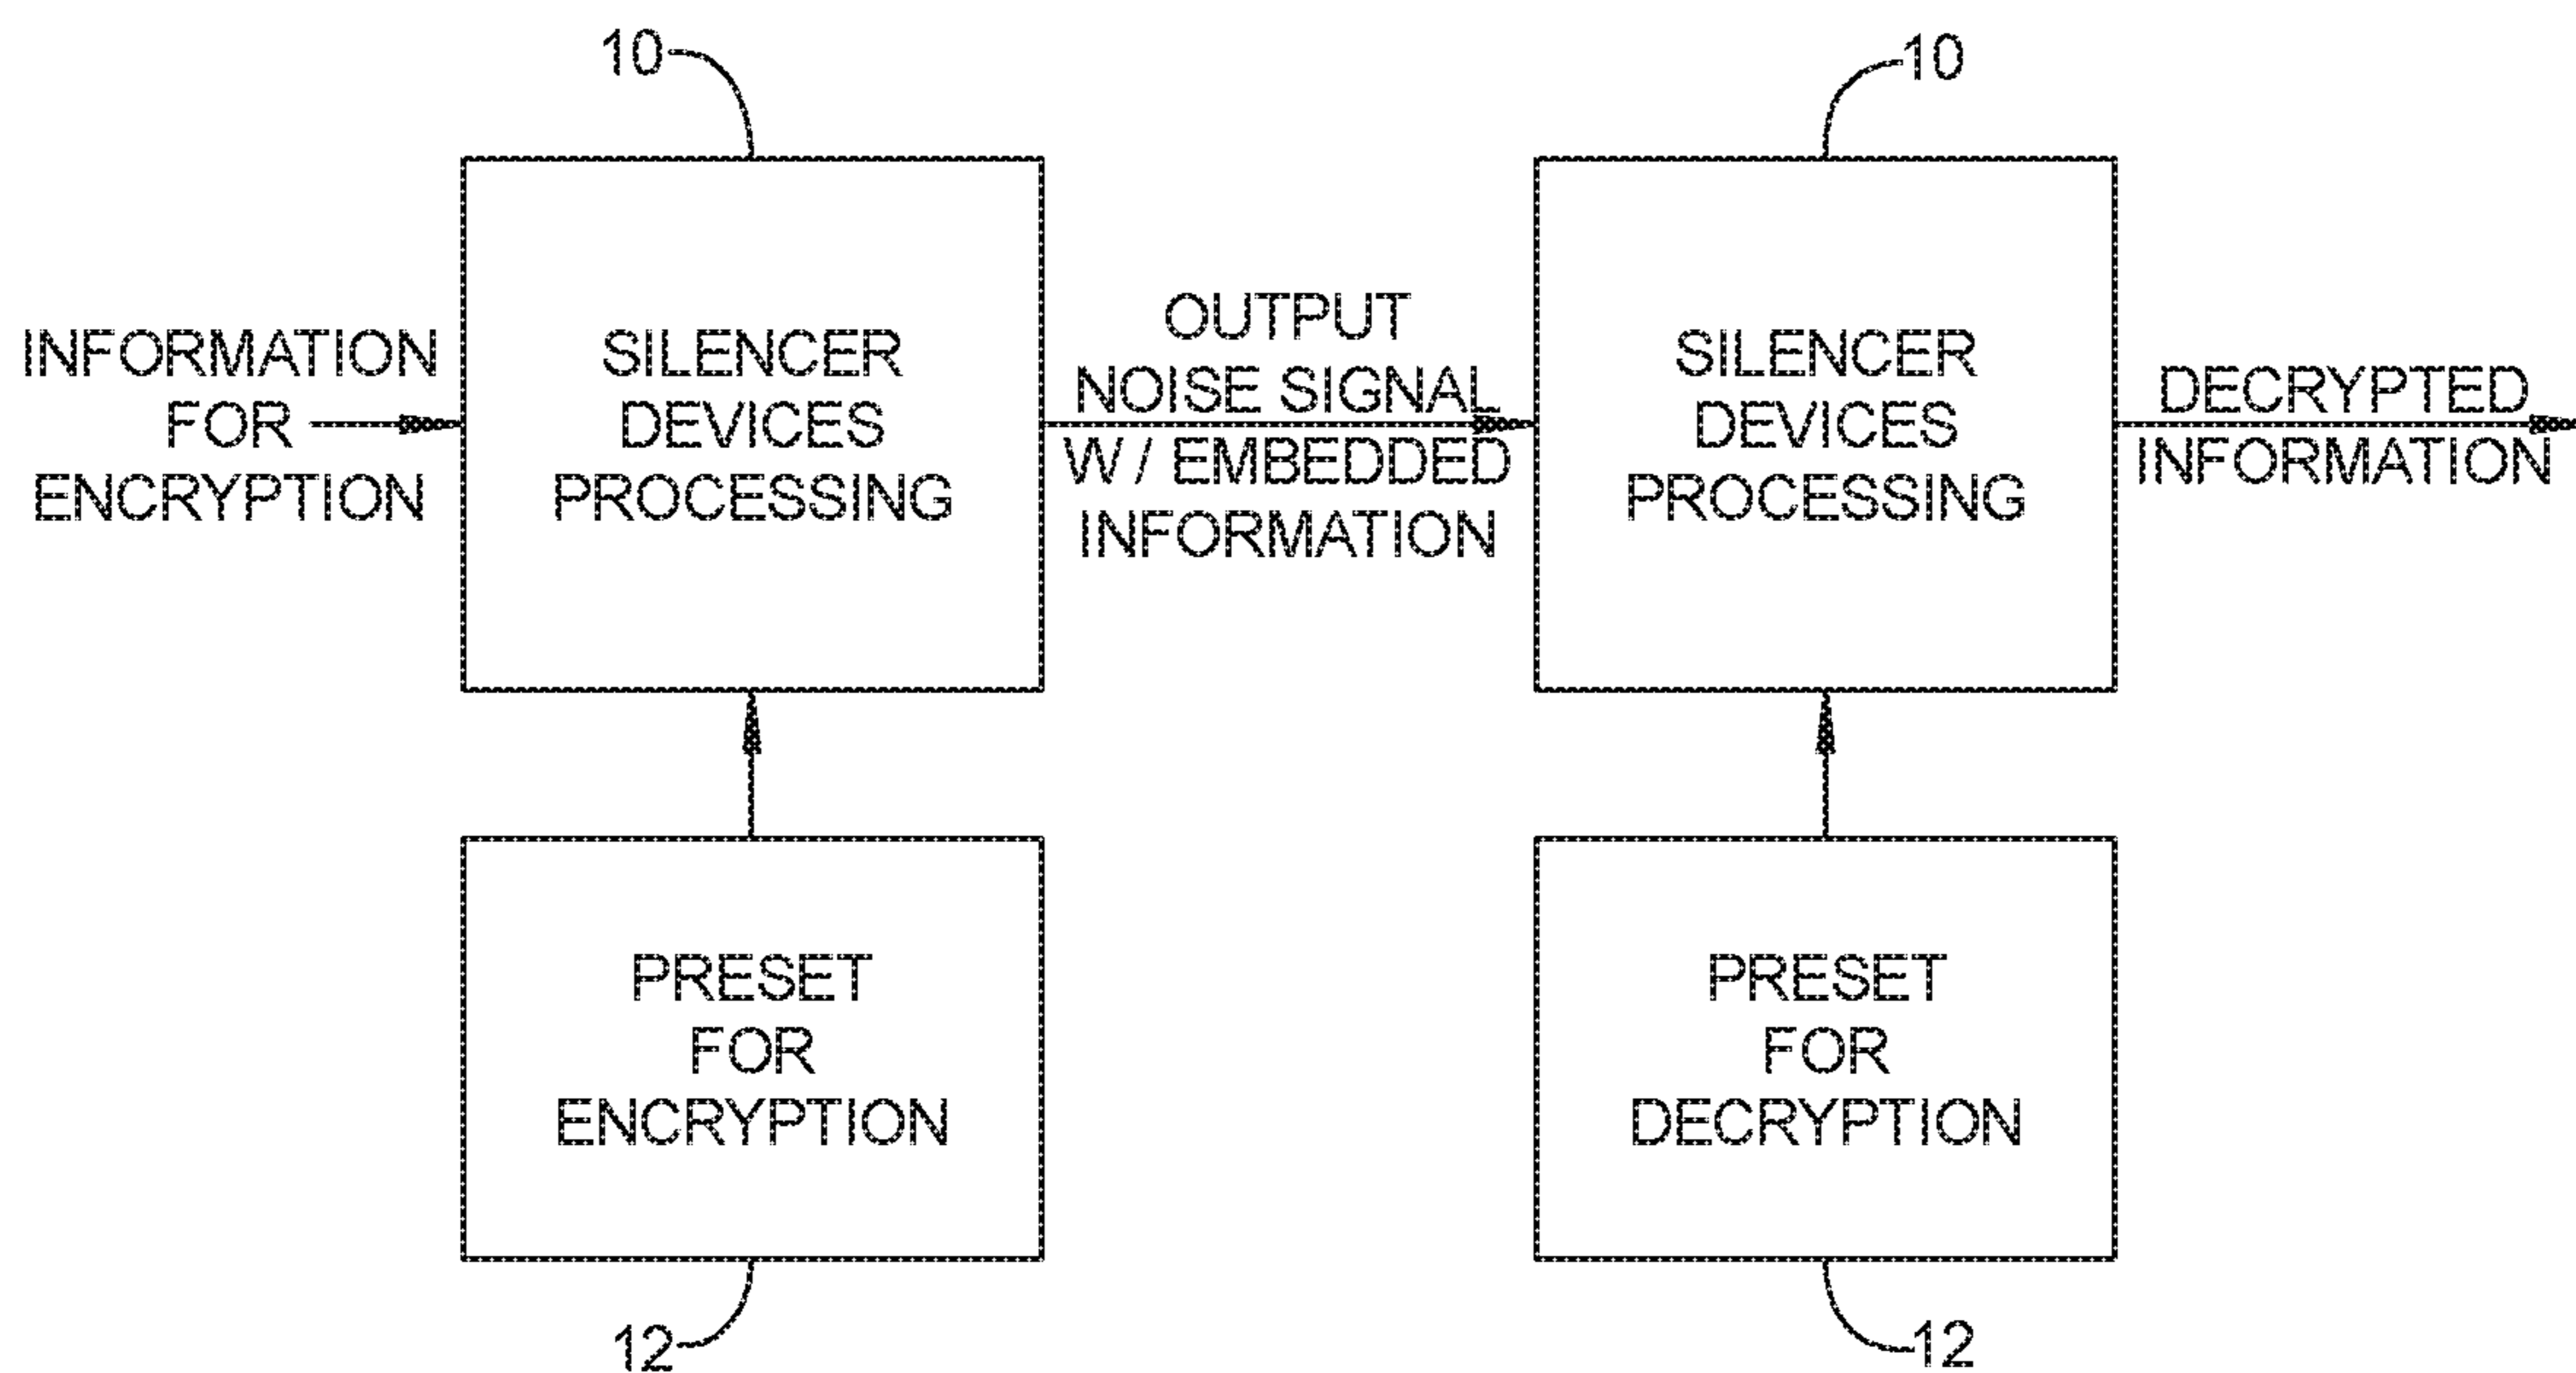 10
10
INFORMATION
FOR
ENCRYPTION
SILENCER
DEVICES
PROCESSING
OUTPUT
NOISE SIGNAL
W / EMBEDDED
INFORMATION
SILENCER
DEVICES
PROCESSING
DECRYPTED
INFORMATION
PRESET
FOR
ENCRYPTION
PRESET
FOR
DECRYPTION
12
12